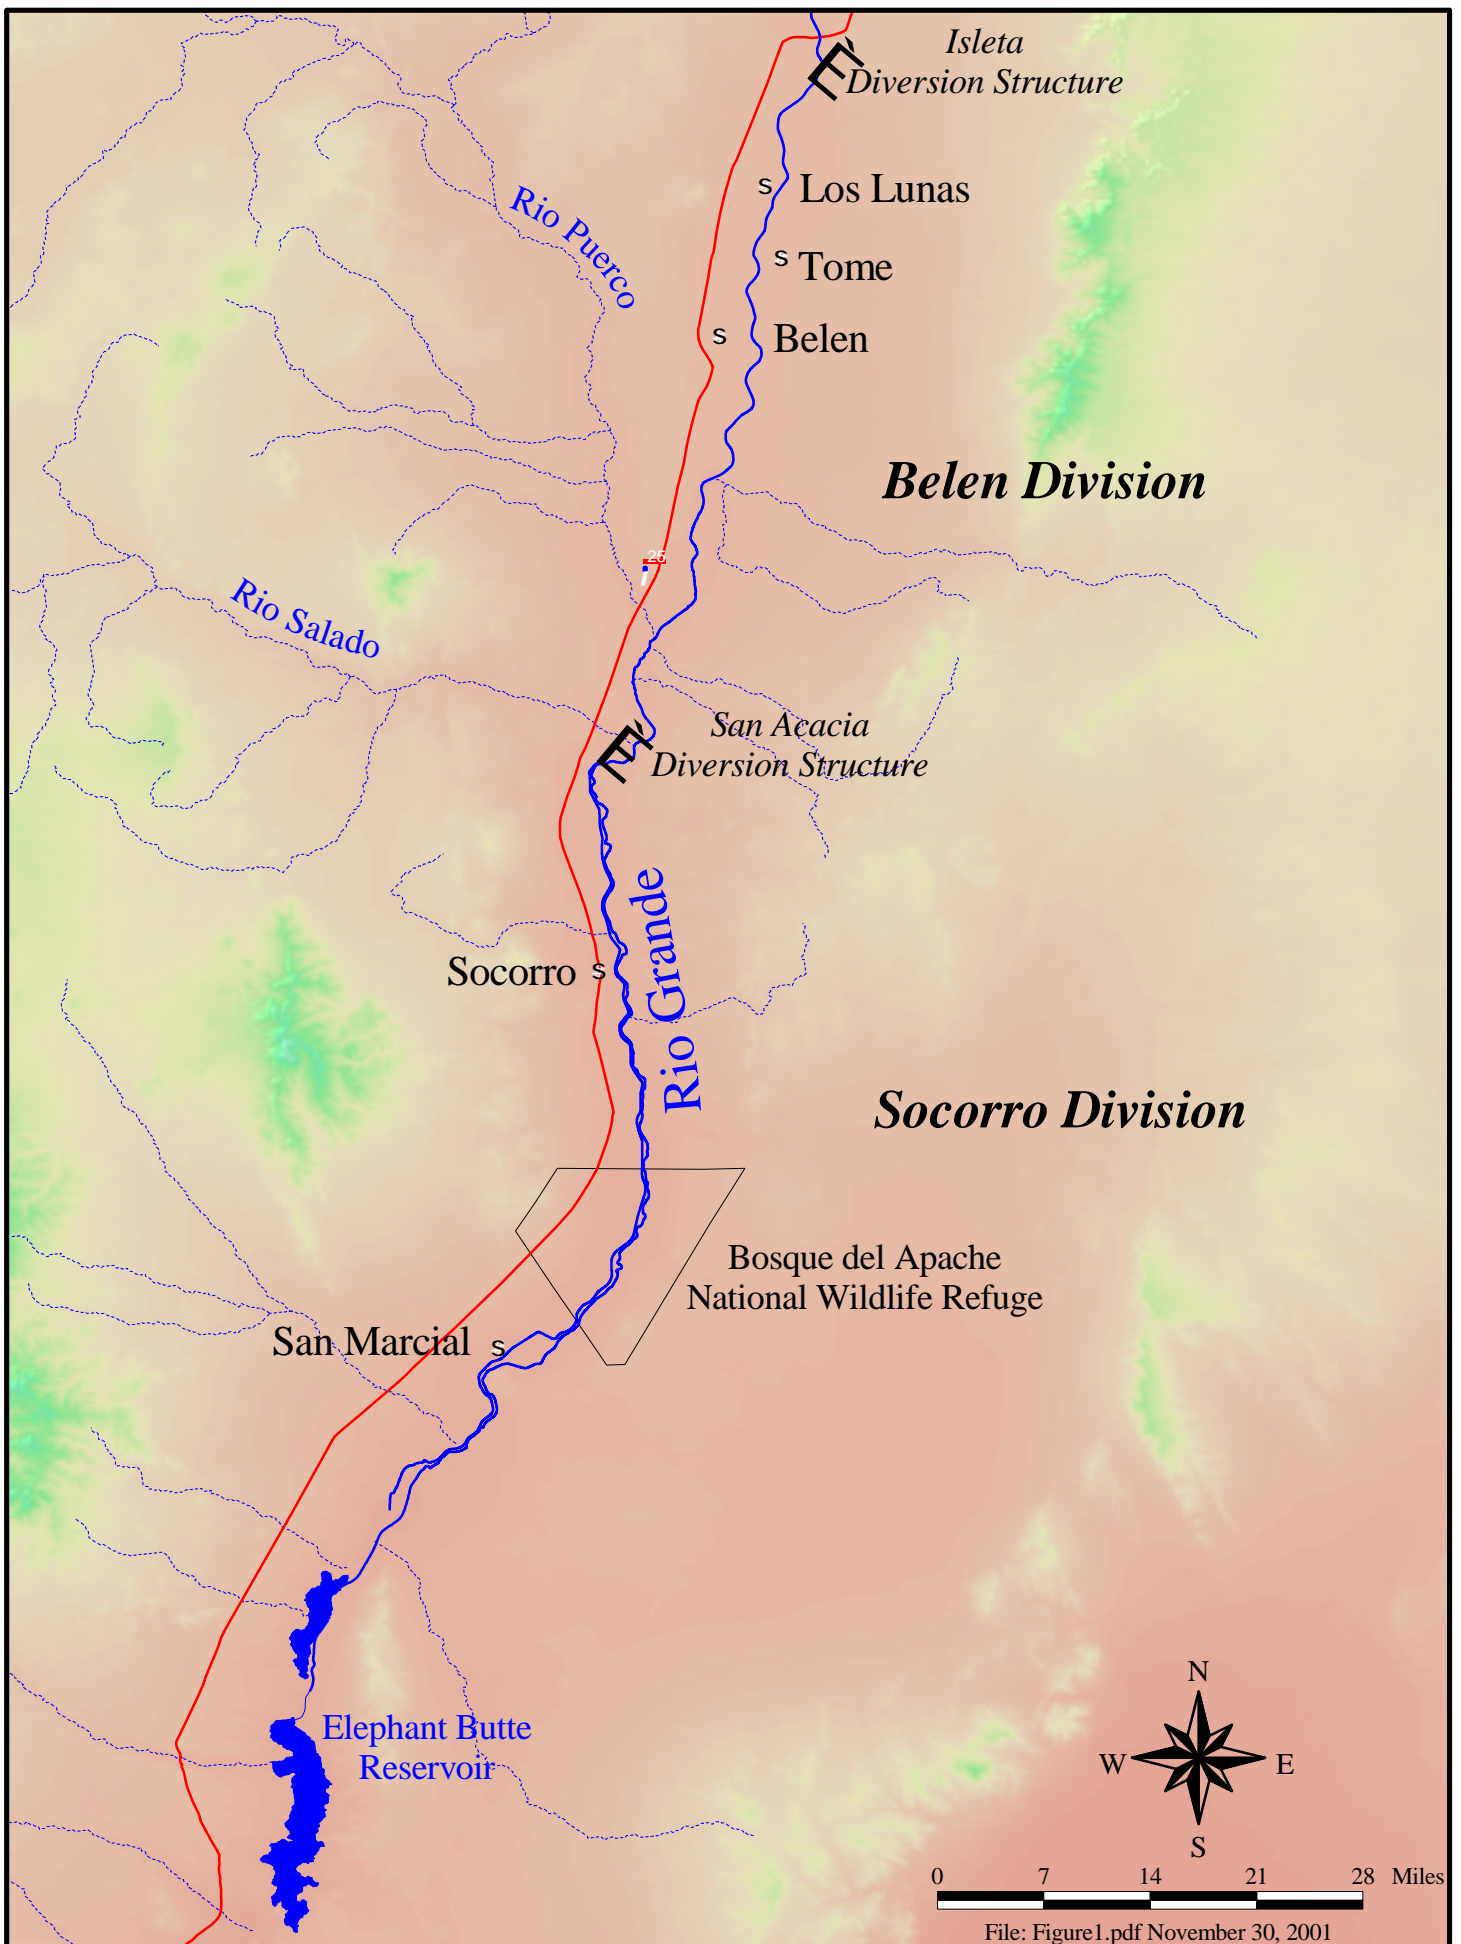 Isleta
Diversion Structure
Los Lunas
Rio Puerco
Tome
Belen
Belen Division
25
Rio Salado
San Acacia
Diversion Structure
Rio Grande
Socorro
Socorro Division
Bosque del Apache
National Wildlife Refuge
San Marcial
N
Elephant Butte
Reservoir
W E
S
0 7 14 21 28 Miles
File: Figure1.pdf November 30, 2001